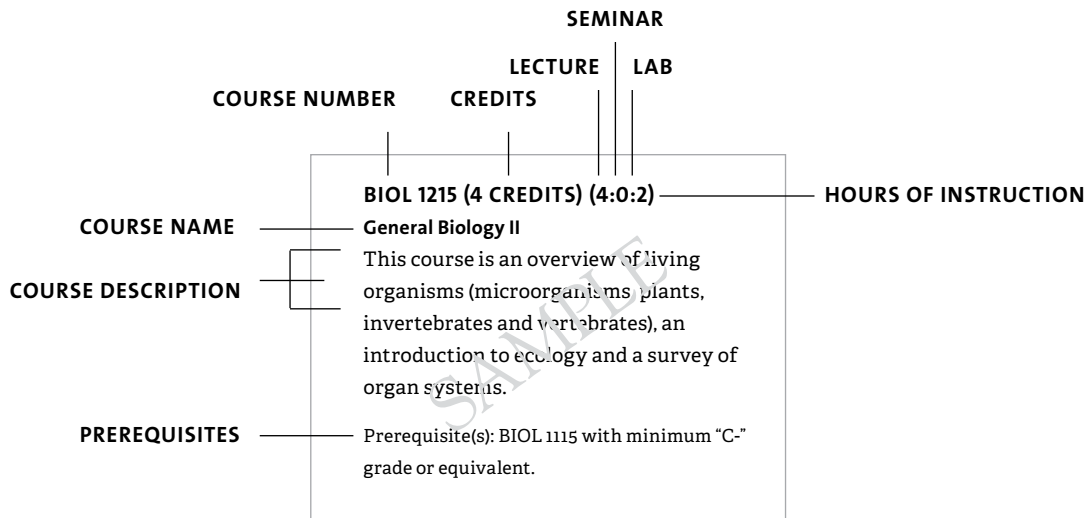 SEMINAR
LECTURE LAB
COURSE NUMBER CREDITS
BIOL 1215 (4 CREDITS) (4:0:2) HOURS OF INSTRUCTION
COURSE NAME General Biology II
This course is an overview of living
COURSE DESCRIPTION organisms (microorganisms, plants,
invertebrates and vertebrates), an
introduction to ecology and a survey of
organ systems.
SAMPLE
PREREQUISITES Prerequisite(s): BIOL 1115 with minimum “C-”
grade or equivalent.